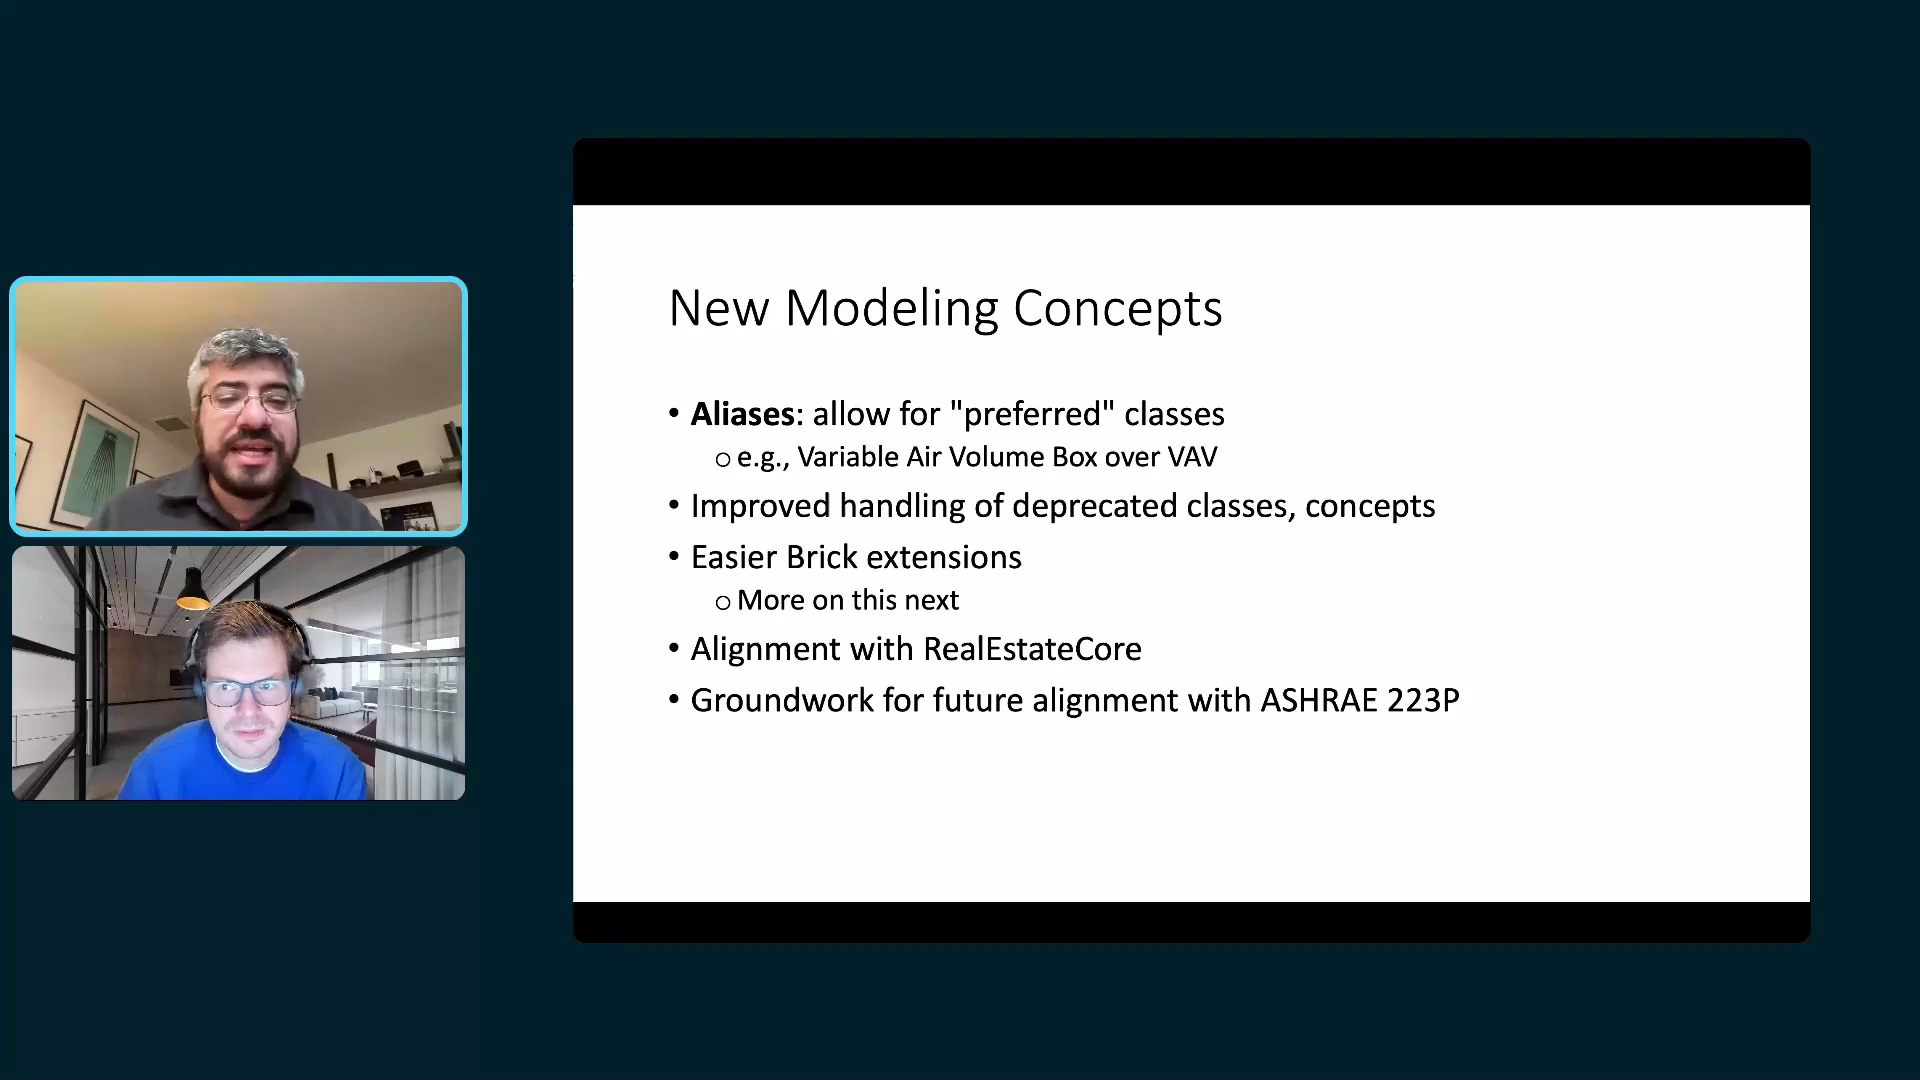 New Modeling Concepts
• Aliases: allow for "preferred" classes
o e.g., Variable Air Volume Box over VAV
• Improved handling of deprecated classes, concepts
• Easier Brick extensions
o More on this next
• Alignment with RealEstateCore
• Groundwork for future alignment with ASHRAE 223P